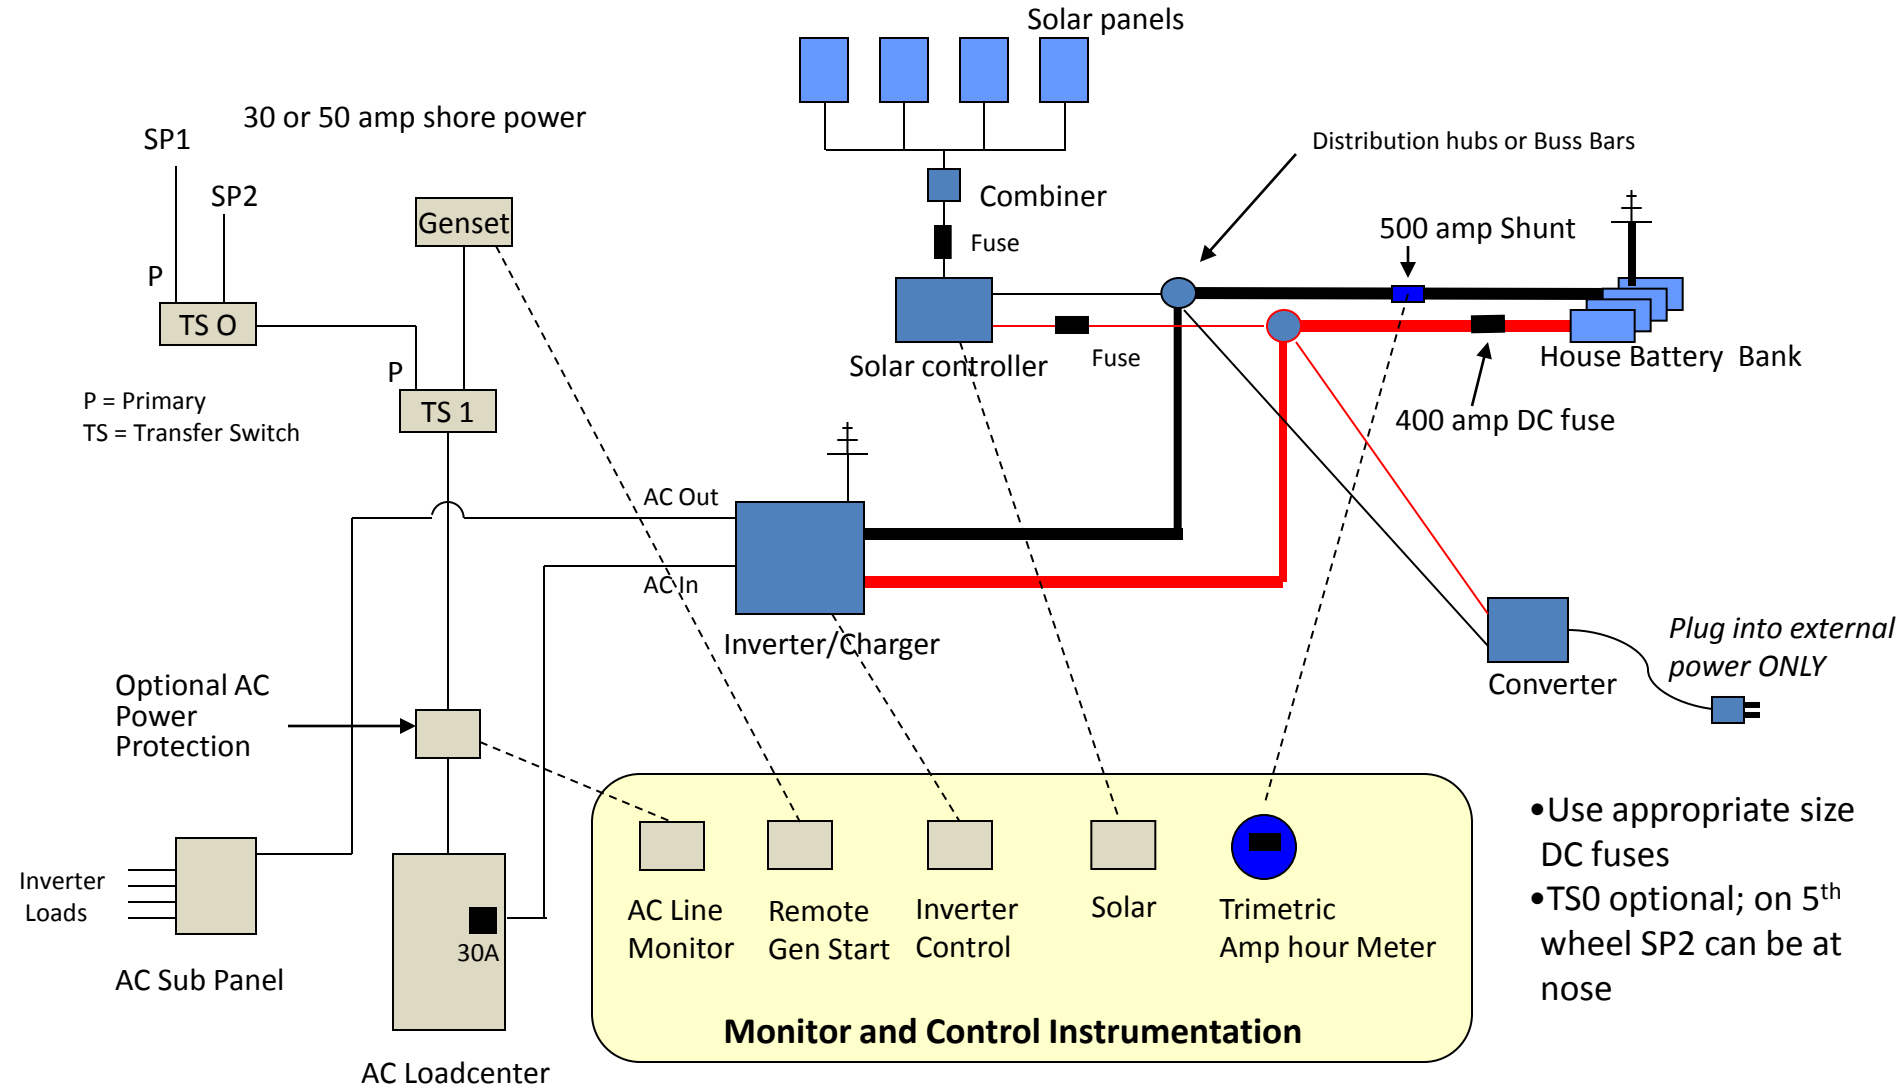 Solar panels
30 or 50 amp shore power
SP1
SP2
Distribution hubs or Buss Bars
Combiner
Genset
500 amp Shunt
Fuse
P
TS O
Solar controller
Fuse
House Battery Bank
P
P = Primary
TS = Transfer Switch
TS 1
400 amp DC fuse
AC Out
AC In
Inverter/Charger
Plug into external
power ONLY
Converter
Optional AC
Power
Protection
•Use appropriate size
DC fuses
•TS0 optional; on 5th
wheel SP2 can be at
nose
Inverter
Loads
AC Sub Panel
30A
AC Loadcenter
AC Line
Monitor
Remote
Gen Start
Inverter
Control
Solar
Trimetric
Amp hour Meter
Monitor and Control Instrumentation